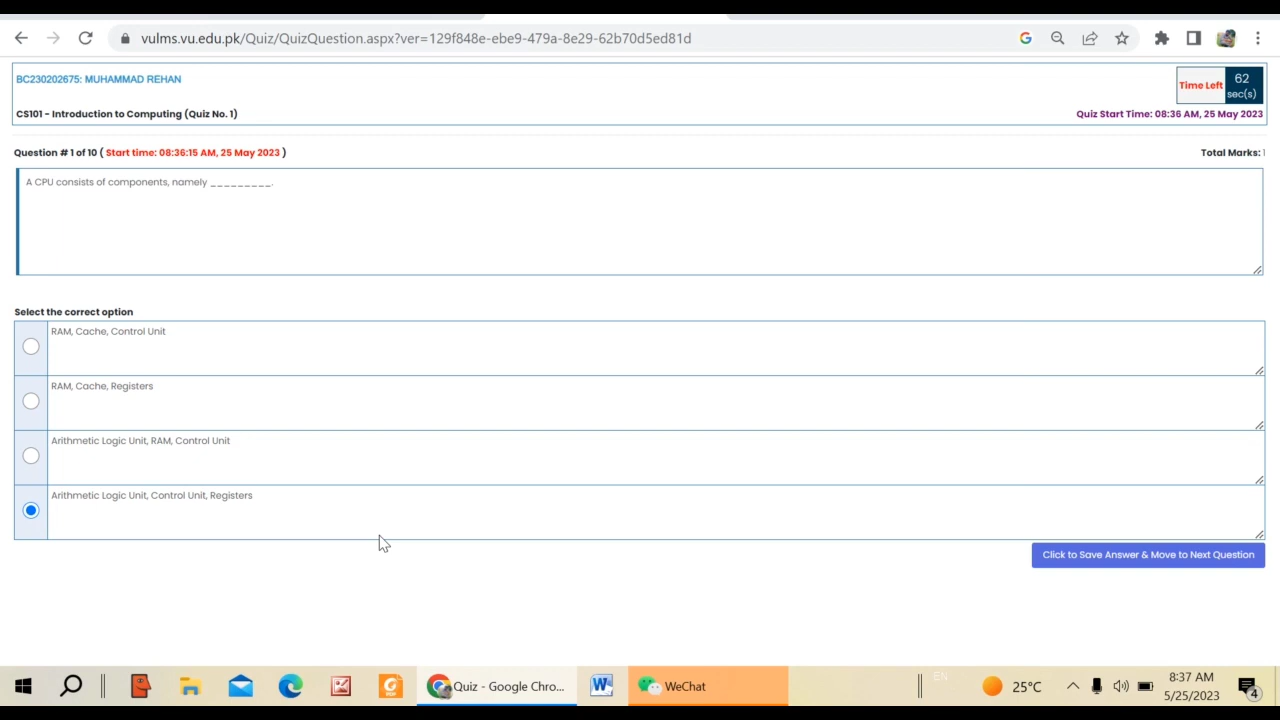 vulms.vu.edu.pk/Quiz/QuizQuestion.aspx?ver=129f848e-ebe9-479a-8e29-62b70d5ed81d
BC230202675: MUHAMMAD REHAN
Time Left 62 sec(s)
CS101 - Introduction to Computing (Quiz No. 1)
Quiz Start Time: 08:36 AM, 25 May 2023
Question # 1 of 10 ( Start time: 08:36:15 AM, 25 May 2023 )
Total Marks: 1
A CPU consists of components, namely _________.
Select the correct option
RAM, Cache, Control Unit
RAM, Cache, Registers
Arithmetic Logic Unit, RAM, Control Unit
Arithmetic Logic Unit, Control Unit, Registers
Click to Save Answer & Move to Next Question
Quiz - Google Chro...
WeChat
EN
25°C
8:37 AM
5/25/2023
4